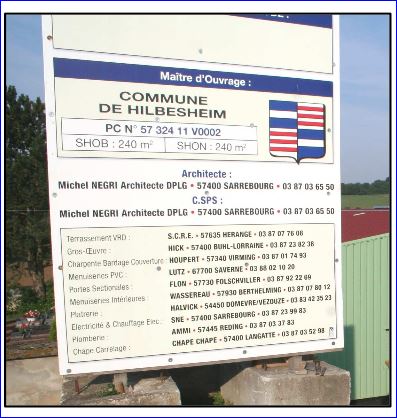 Maître d'Ouvrage :
COMMUNE
DE HILBESHEIM
PC N° 57 324 11 V0002
SHOB : 240 m² SHON : 240 m²
Architecte :
Michel NEGRI Architecte DPLG • 57400 SARREBOURG • 03 87 03 65 50
C.SPS :
Michel NEGRI Architecte DPLG • 57400 SARREBOURG • 03 87 03 65 50
Terrassement VRD : S.C.R.E. • 57635 HERANGE • 03 87 07 76 08
Gros-Œuvre : HICK • 57400 BUHL-LORRAINE • 03 87 23 82 36
Charpente Bardage Couverture : HOUPERT • 57340 VIRMING • 03 87 01 74 93
Menuiseries PVC : LUTZ • 67700 SAVERNE • 03 88 02 10 20
Portes Sectionales : FLON • 57730 FOLSCHVILLER • 03 87 92 22 69
Menuiseries Intérieures : WASSEREAU • 57930 BERTHELMING • 03 87 07 80 12
Platrerie : HALVICK • 54450 DOMEVRE/VEZOUZE • 03 83 42 35 23
Electricité & Chauffage Elec : SNE • 57400 SARREBOURG • 03 87 23 99 83
Plomberie : AMMI • 57445 REDING • 03 87 03 37 83
Chape Carrelage : CHAPE CHAPE • 57400 LANGATTE • 03 87 03 52 98